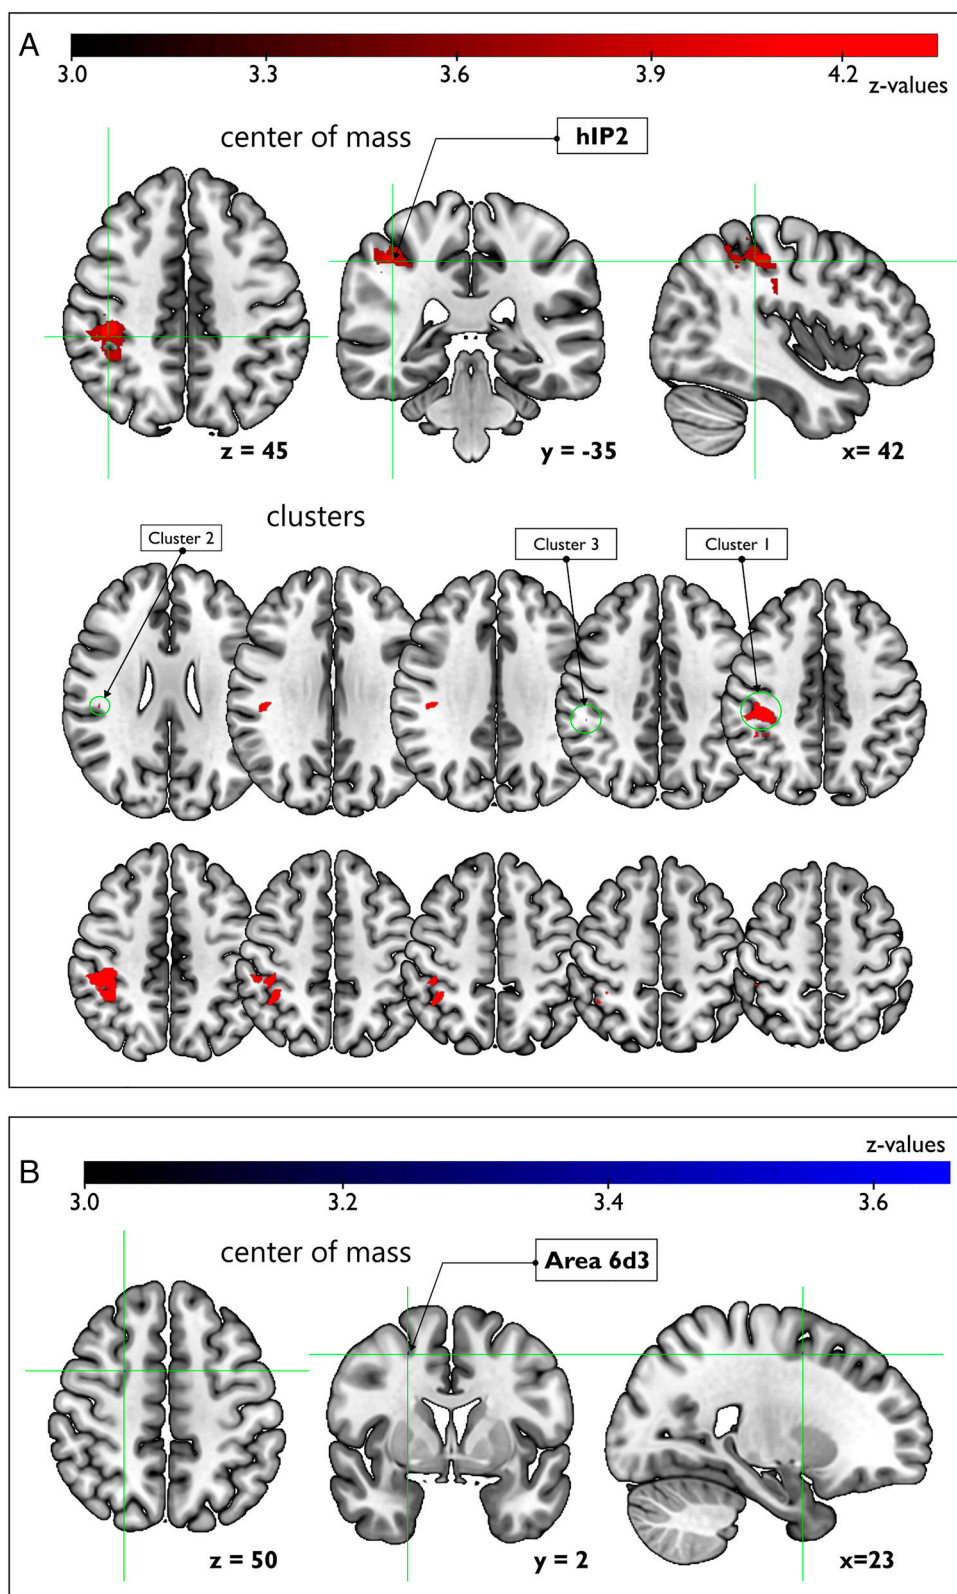 A
3.0 3.3 3.6 3.9 4.2
z-values
center of mass
hIP2
z = 45
y = -35
x= 42
clusters
Cluster 2
Cluster 3
Cluster 1
B
z-values
3.0 3.2 3.4 3.6
center of mass
Area 6d3
z = 50
y = 2
x=23